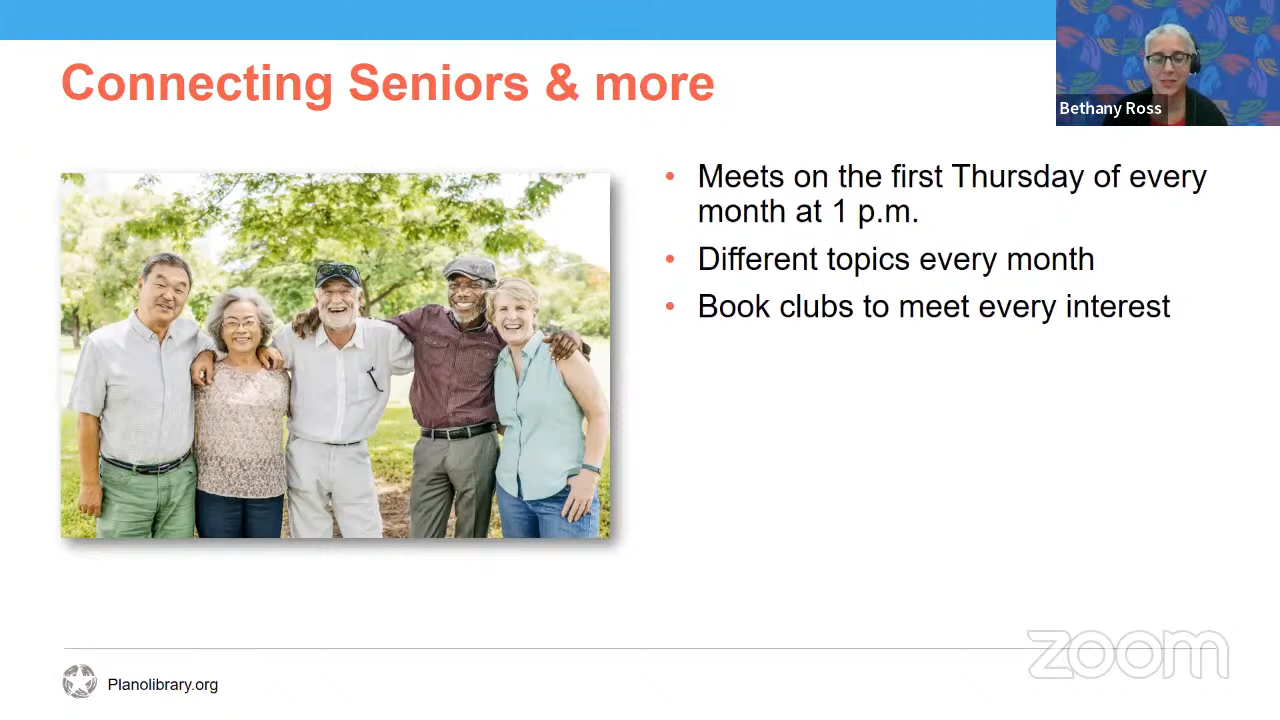 Connecting Seniors & more
Bethany Ross
• Meets on the first Thursday of every
month at 1 p.m.
• Different topics every month
• Book clubs to meet every interest
Planolibrary.org
zoom